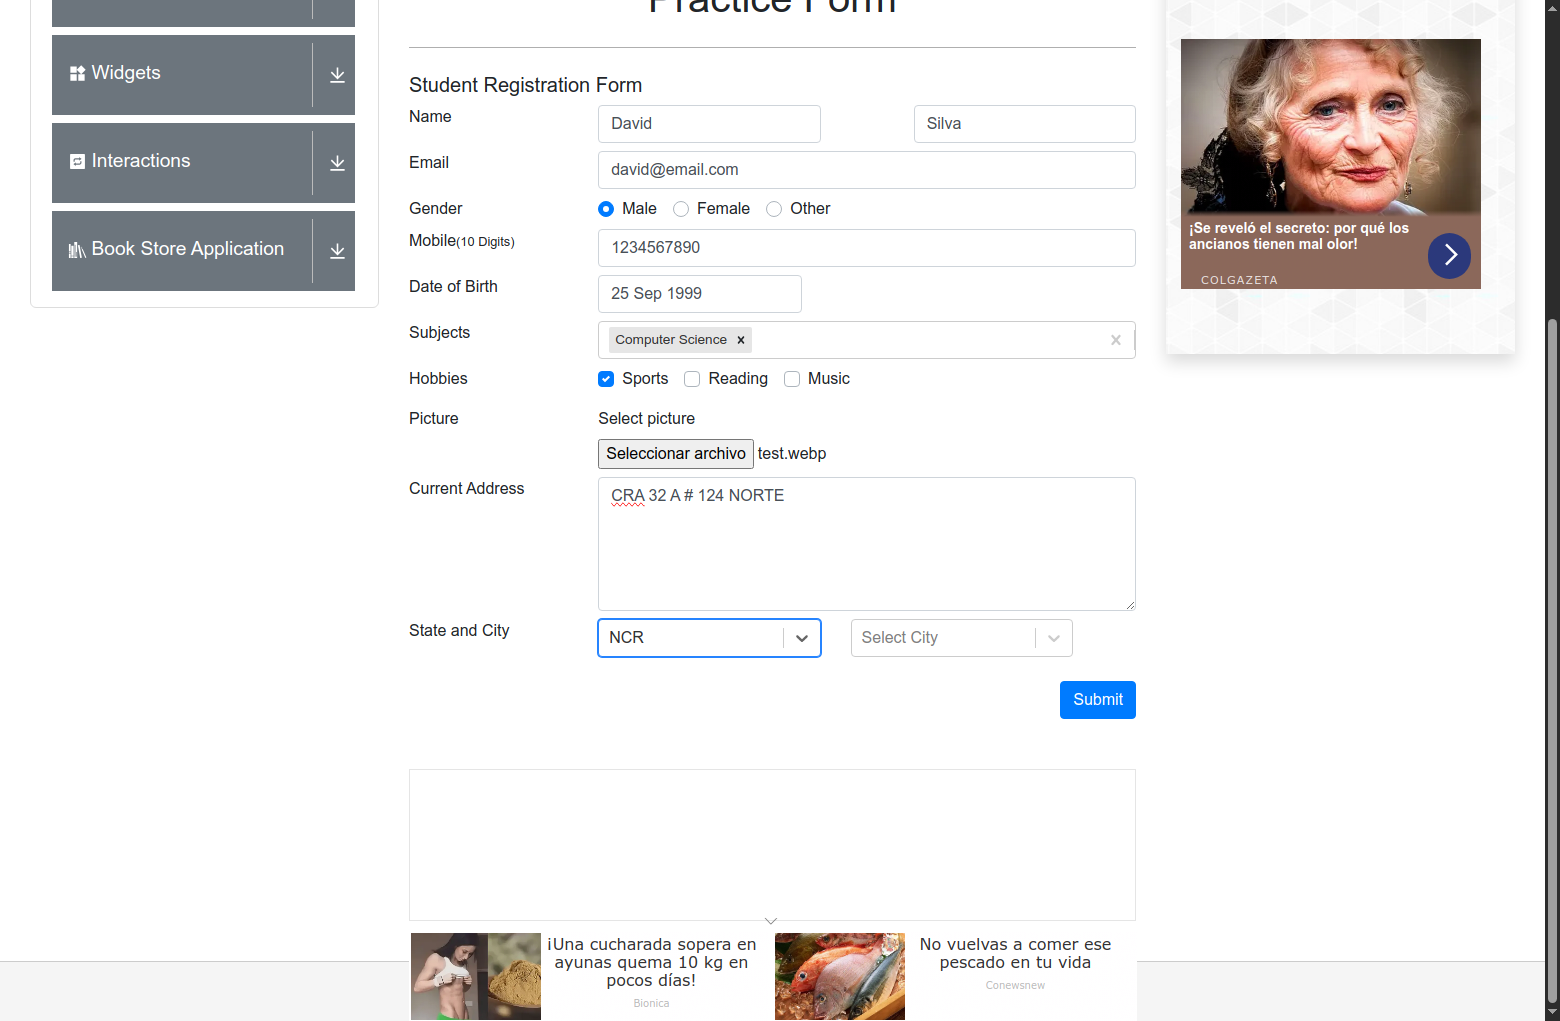 Practice Form
Widgets
Interactions
Book Store Application
Student Registration Form
Name
David
Silva
Email
david@email.com
Gender
Male
Female
Other
Mobile(10 Digits)
1234567890
Date of Birth
25 Sep 1999
Subjects
Computer Science
Hobbies
Sports
Reading
Music
Picture
Select picture
Seleccionar archivo test.webp
Current Address
CRA 32 A # 124 NORTE
State and City
NCR
Select City
Submit
¡Se reveló el secreto: por qué los
ancianos tienen mal olor!
COLGAZETA
¡Una cucharada sopera en
ayunas quema 10 kg en
pocos días!
Bionica
No vuelvas a comer ese
pescado en tu vida
Conewsnew